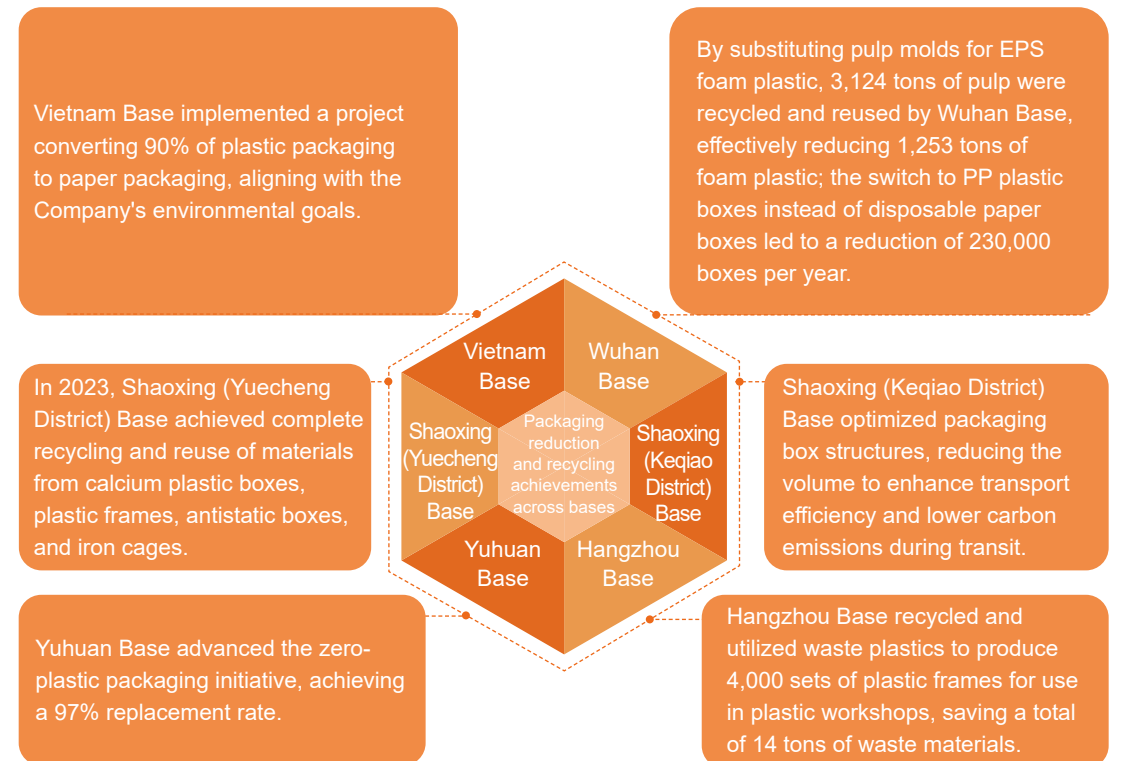 Vietnam Base implemented a project
converting 90% of plastic packaging
to paper packaging, aligning with the
Company's environmental goals.
By substituting pulp molds for EPS
foam plastic, 3,124 tons of pulp were
recycled and reused by Wuhan Base,
effectively reducing 1,253 tons of
foam plastic; the switch to PP plastic
boxes instead of disposable paper
boxes led to a reduction of 230,000
boxes per year.
In 2023, Shaoxing (Yuecheng
District) Base achieved complete
recycling and reuse of materials
from calcium plastic boxes,
plastic frames, antistatic boxes,
and iron cages.
Vietnam
Base
Wuhan
Base
Shaoxing
(Yuecheng
District)
Base
Packaging
reduction
and recycling
achievements
across bases
Shaoxing
(Keqiao
District)
Base
Yuhuan
Base
Hangzhou
Base
Shaoxing (Keqiao District)
Base optimized packaging
box structures, reducing the
volume to enhance transport
efficiency and lower carbon
emissions during transit.
Yuhuan Base advanced the zero-
plastic packaging initiative, achieving
a 97% replacement rate.
Hangzhou Base recycled and
utilized waste plastics to produce
4,000 sets of plastic frames for use
in plastic workshops, saving a total
of 14 tons of waste materials.